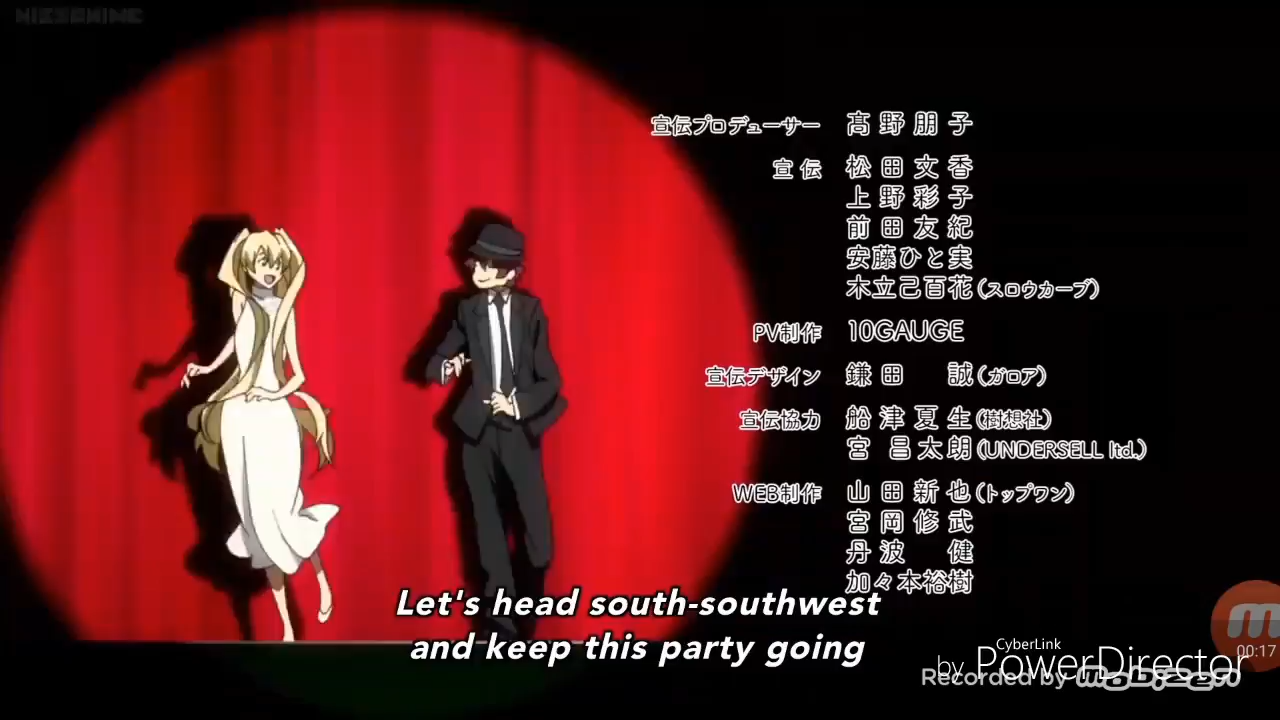 宣伝プロデューサー 髙野朋子
宣伝 松田文香
上野彩子
前田友紀
安藤ひと実
木立己百花(スロウカーブ)
PV制作 10GAUGE
宣伝デザイン 鎌田 誠(ガロア)
宣伝協力 船津夏生(樹想社)
宮 昌太朗(UNDERSELL ltd.)
WEB制作 山田新也(トップワン)
宮岡修武
丹波 健
加々本裕樹
Let's head south-southwest
and keep this party going
CyberLink
by PowerDirector
00:17
Recorded by mobizen